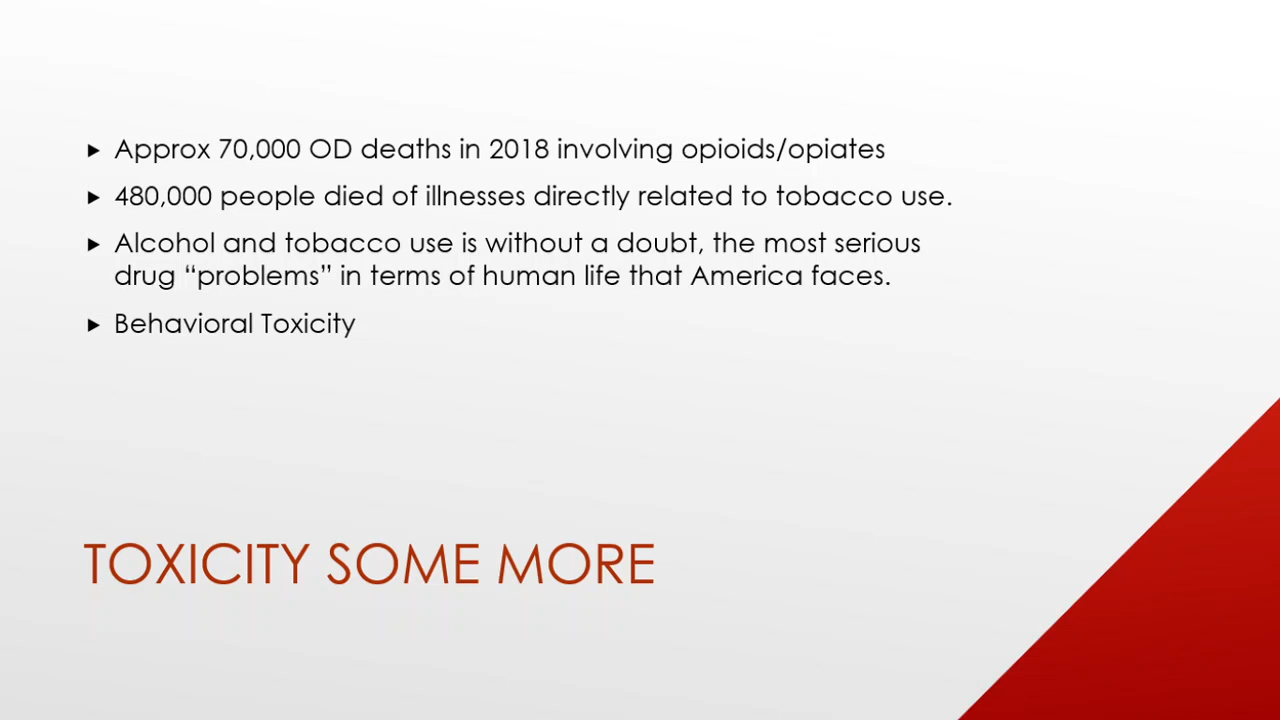 ▶ Approx 70,000 OD deaths in 2018 involving opioids/opiates
▶ 480,000 people died of illnesses directly related to tobacco use.
▶ Alcohol and tobacco use is without a doubt, the most serious
drug “problems” in terms of human life that America faces.
▶ Behavioral Toxicity
TOXICITY SOME MORE